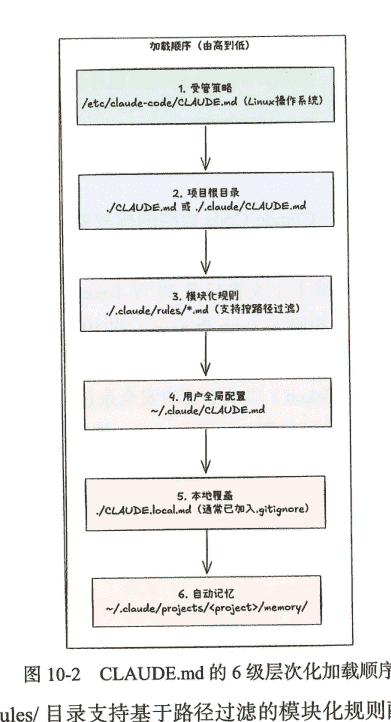 加载顺序（由高到低）
1. 受管策略
/etc/claude-code/CLAUDE.md（Linux操作系统）
2. 项目根目录
./CLAUDE.md 或 ./.claude/CLAUDE.md
3. 模块化规则
./.claude/rules/*.md（支持按路径过滤）
4. 用户全局配置
~/.claude/CLAUDE.md
5. 本地覆盖
./CLAUDE.local.md（通常已加入.gitignore）
6. 自动记忆
~/.claude/projects/<project>/memory/
图 10-2 CLAUDE.md 的 6 级层次化加载顺序
ules/ 目录支持基于路径过滤的模块化规则